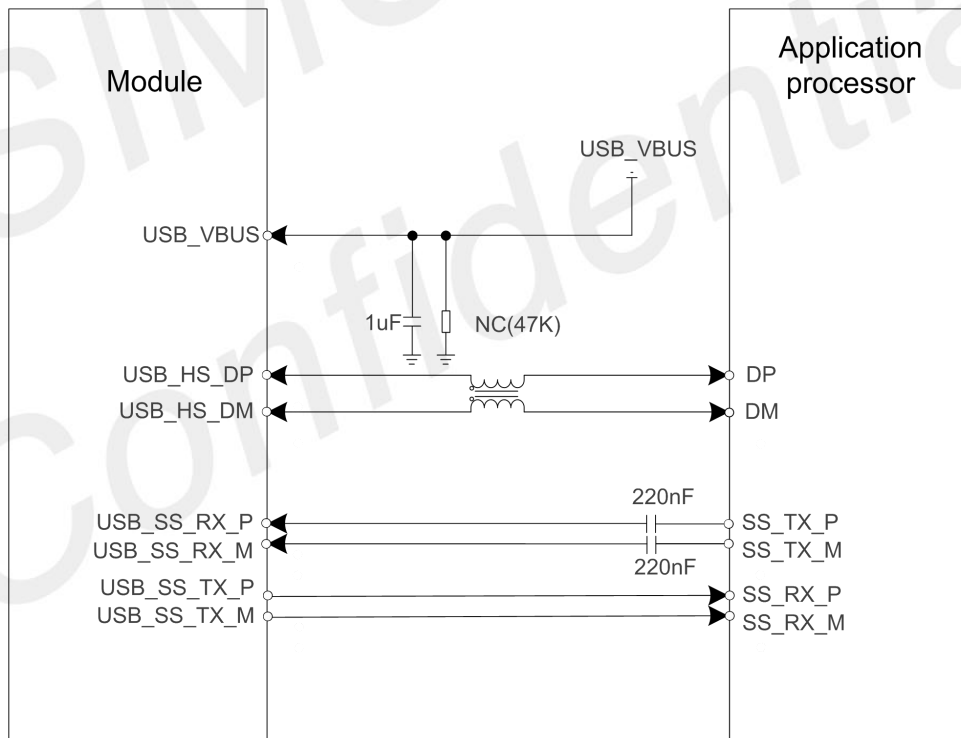 Module
Application
processor
USB_VBUS
USB_VBUS
1uF
NC(47K)
USB_HS_DP
DP
USB_HS_DM
DM
220nF
USB_SS_RX_P
SS_TX_P
USB_SS_RX_M
SS_TX_M
220nF
USB_SS_TX_P
SS_RX_P
USB_SS_TX_M
SS_RX_M
Confidential